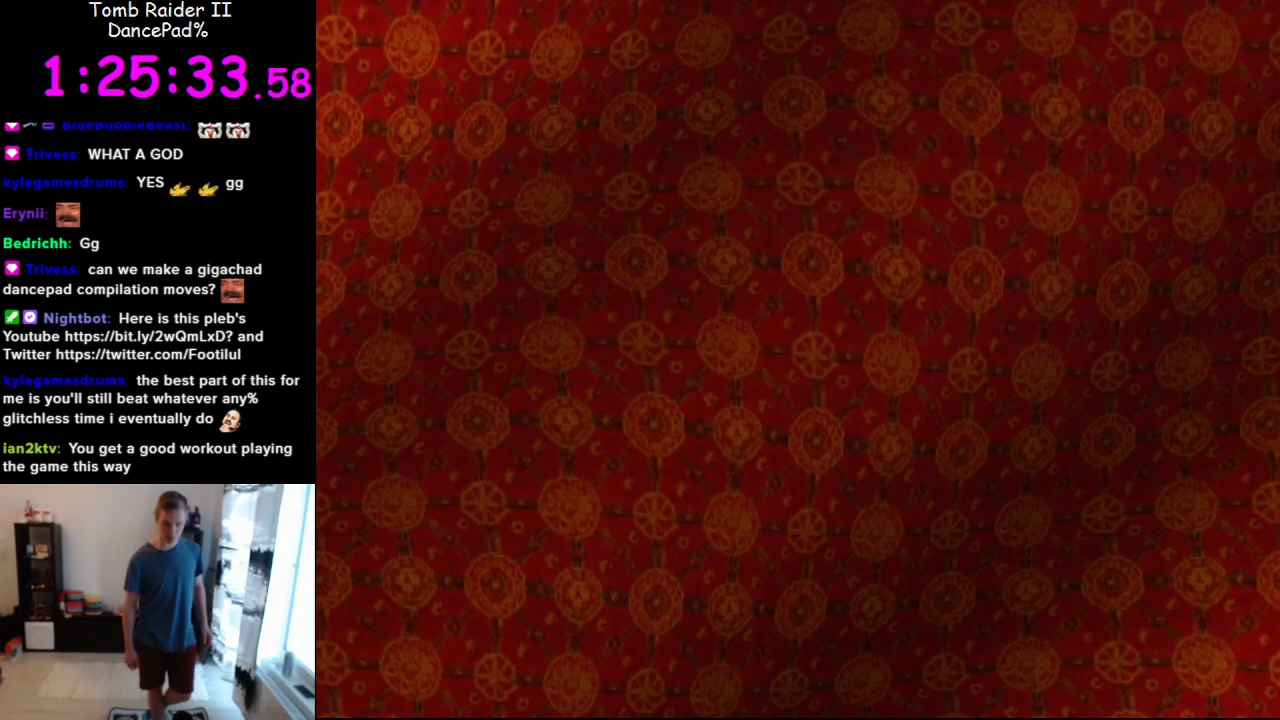 Tomb Raider II
DancePad%
1:25:33.58
BlueBubbleBeast:
Trivess: WHAT A GOD
kylegamesdrums: YES gg
Erynii:
Bedrichh: Gg
Trivess: can we make a gigachad
dancepad compilation moves?
Nightbot: Here is this pleb's
Youtube https://bit.ly/2wQmLxD? and
Twitter https://twitter.com/Footilul
kylegamesdrums: the best part of this for
me is you'll still beat whatever any%
glitchless time i eventually do
ian2ktv: You get a good workout playing
the game this way